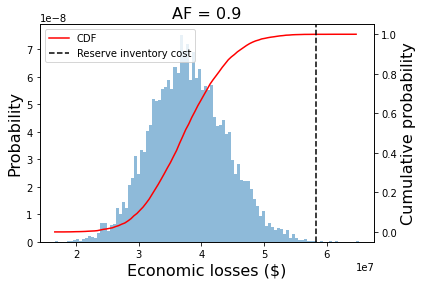 AF = 0.9
1e−8
CDF
Reserve inventory cost
Probability
7
6
5
4
3
2
1
0
Cumulative probability
1.0
0.8
0.6
0.4
0.2
0.0
2
3
4
5
6
1e7
Economic losses ($)